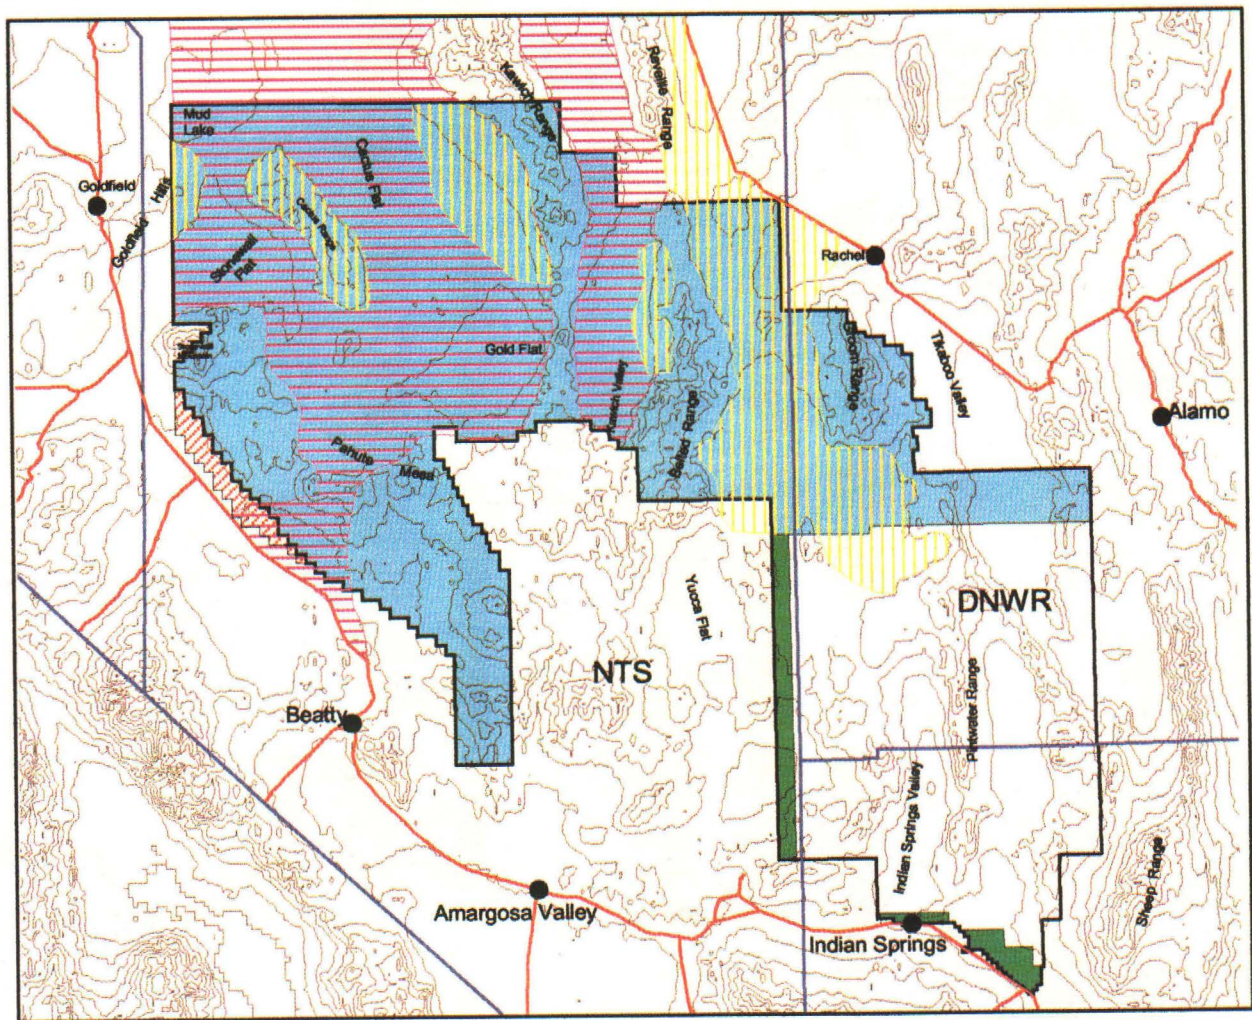 Mud
Lake
Kawich Range
Reveille Range
Cactus Flat
Goldfield
Goldfield Hills
Cactus Range
Stonewall
Flat
Rachel
Gold Flat
Kawich Valley
Groom Range
Tikaboo Valley
Belted Range
Alamo
Pahute Mesa
Yucca Flat
DNWR
NTS
Beatty
Pintwater Range
Indian Springs Valley
Sheep Range
Amargosa Valley
Indian Springs